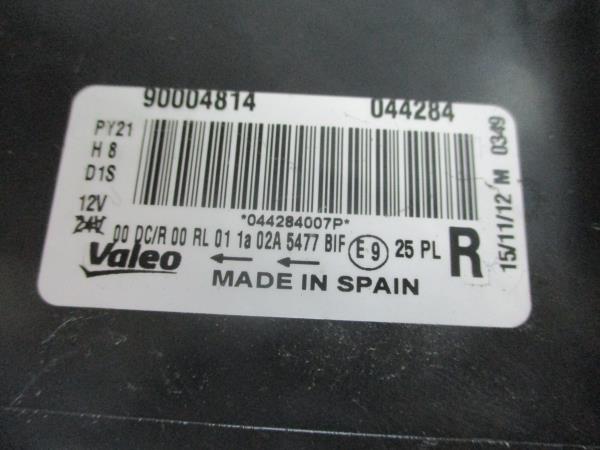 90004814 044284
PY21
H 8
D1S
12V
24V
*044284007P*
00 DC/R 00 RL 01 1a 02A 5477 BIF E 9 25 PL R
Valeo
MADE IN SPAIN
15/11/12 M 0349